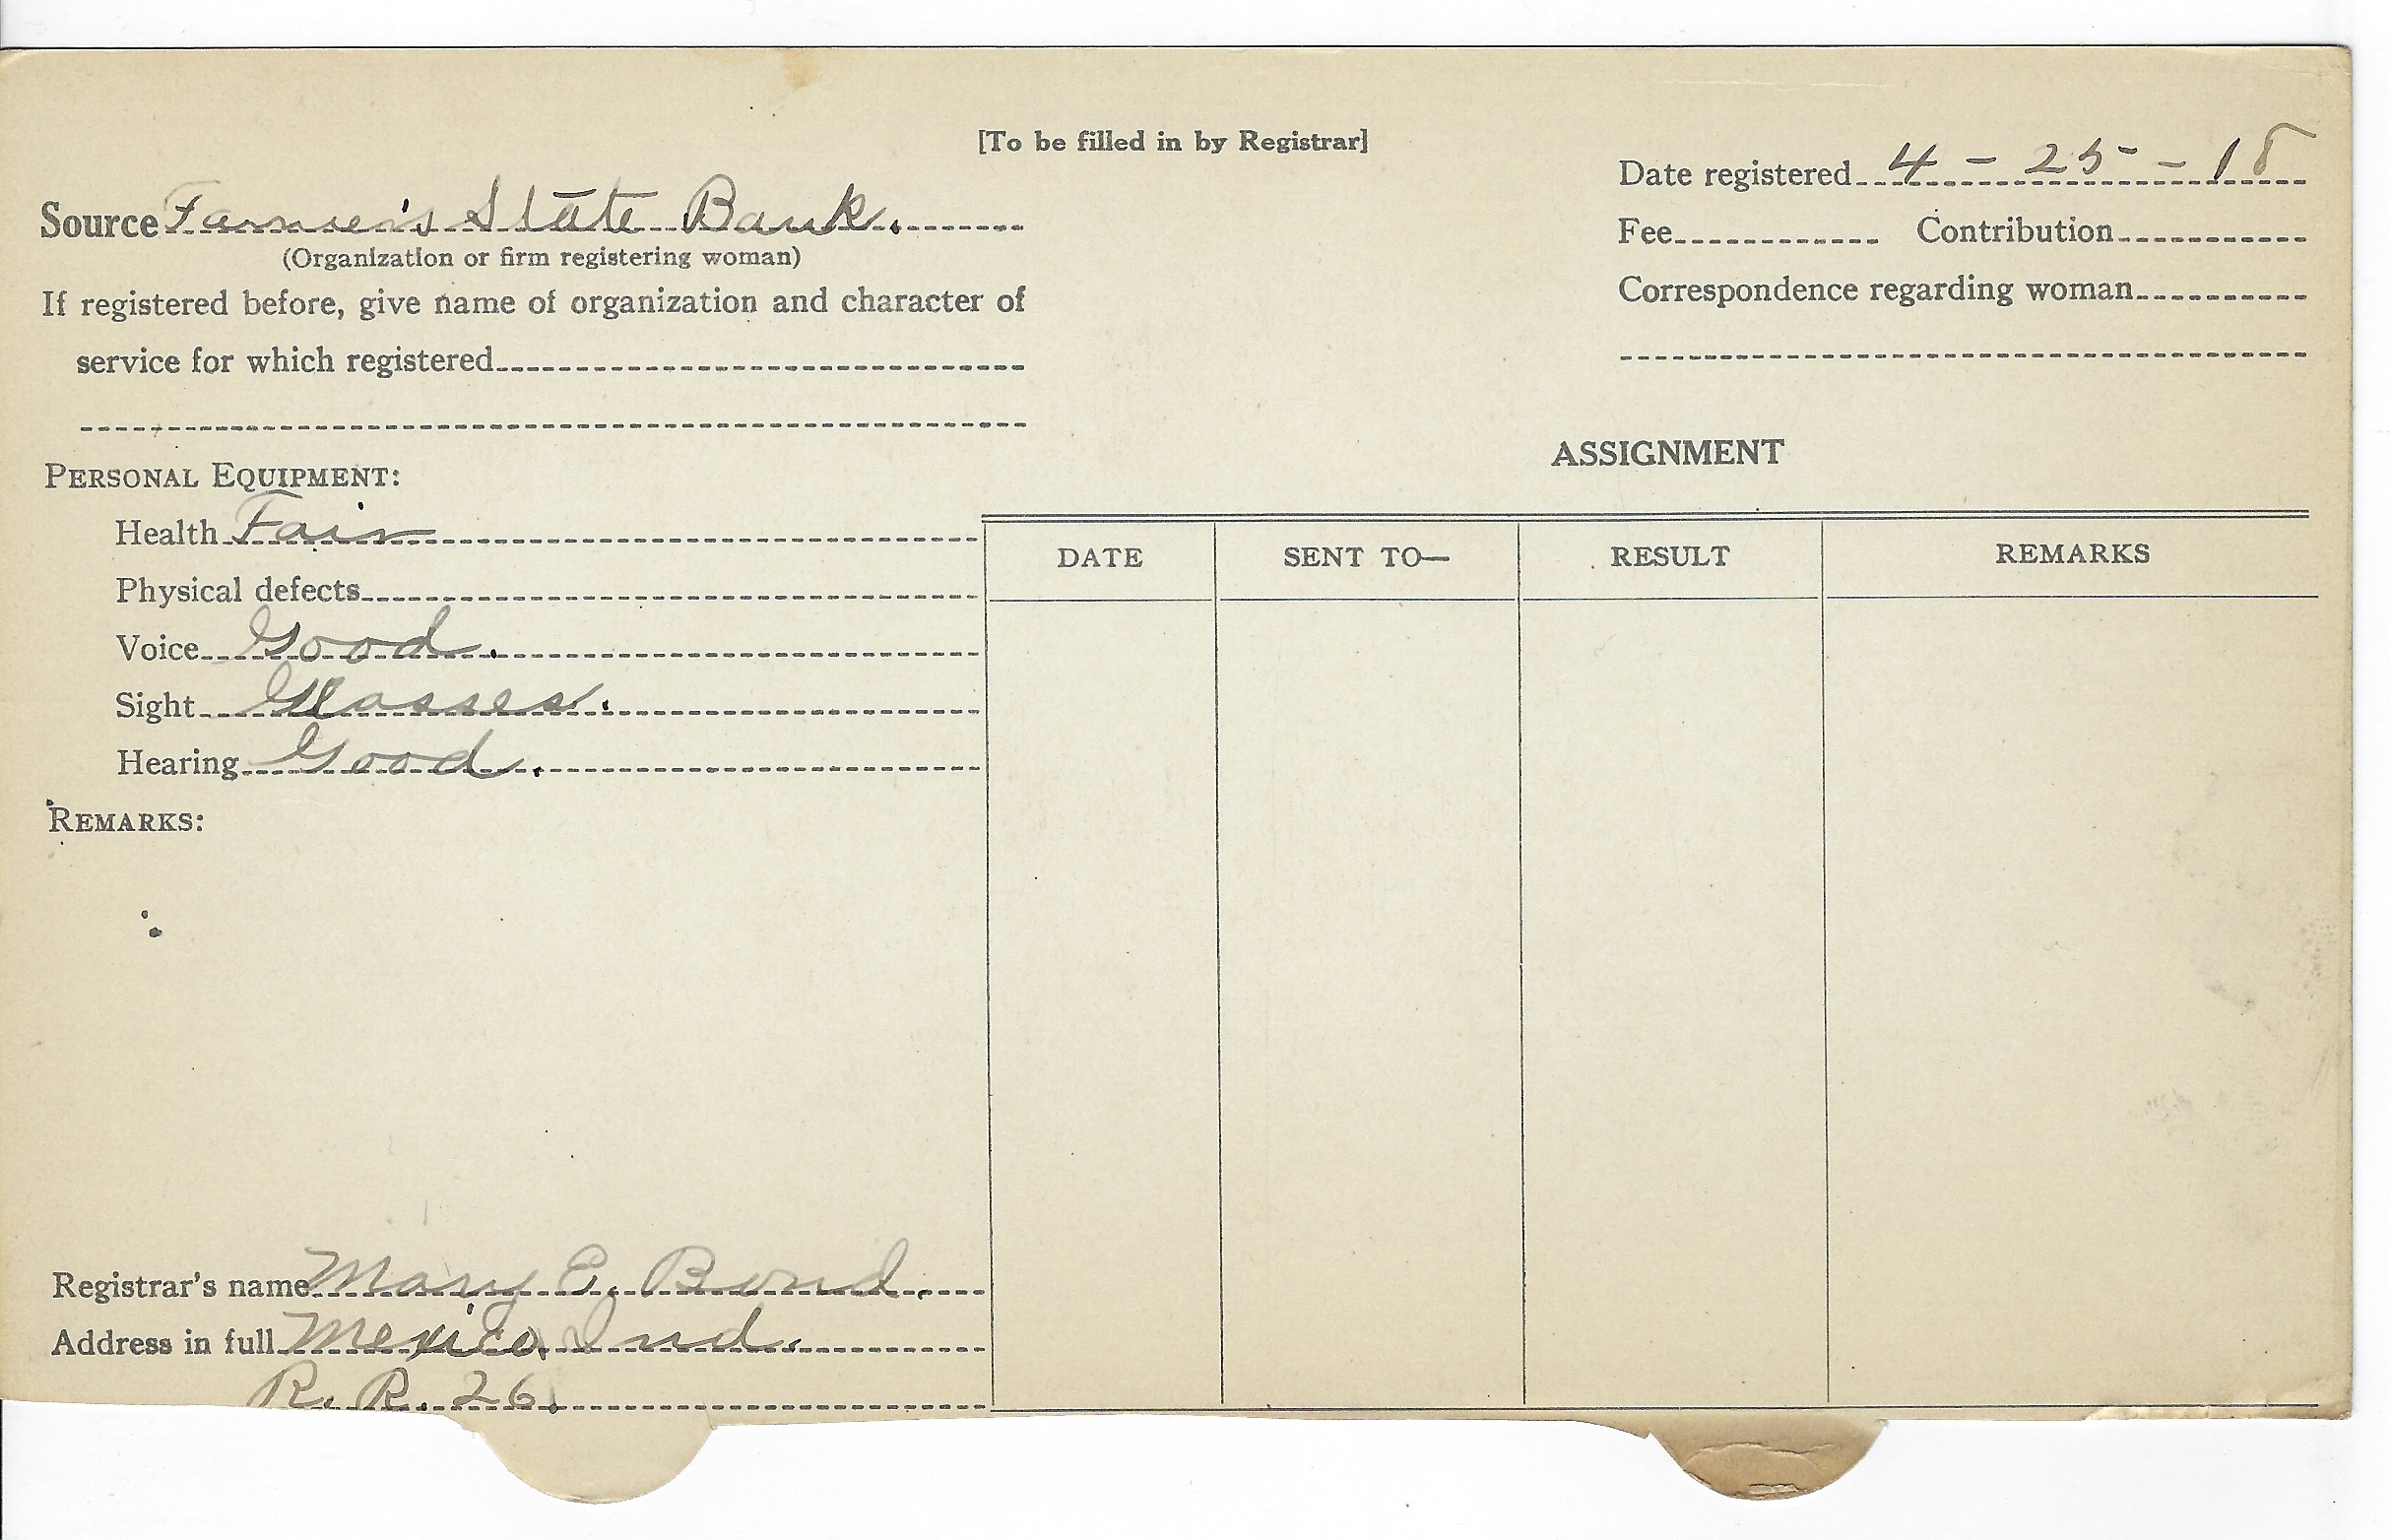 [To be filled in by Registrar]
Date registered 4 - 25 - 18
Source Farmer's State Bank.
(Organization or firm registering woman)
Fee Contribution
If registered before, give name of organization and character of
service for which registered
Correspondence regarding woman
ASSIGNMENT
PERSONAL EQUIPMENT:
Health Fair
Physical defects
Voice Good.
Sight Glasses.
Hearing Good.
REMARKS:
DATE SENT TO— RESULT REMARKS
Registrar's name Mary E. Bond.
Address in full Mexico, Ind.
R. R. 26.